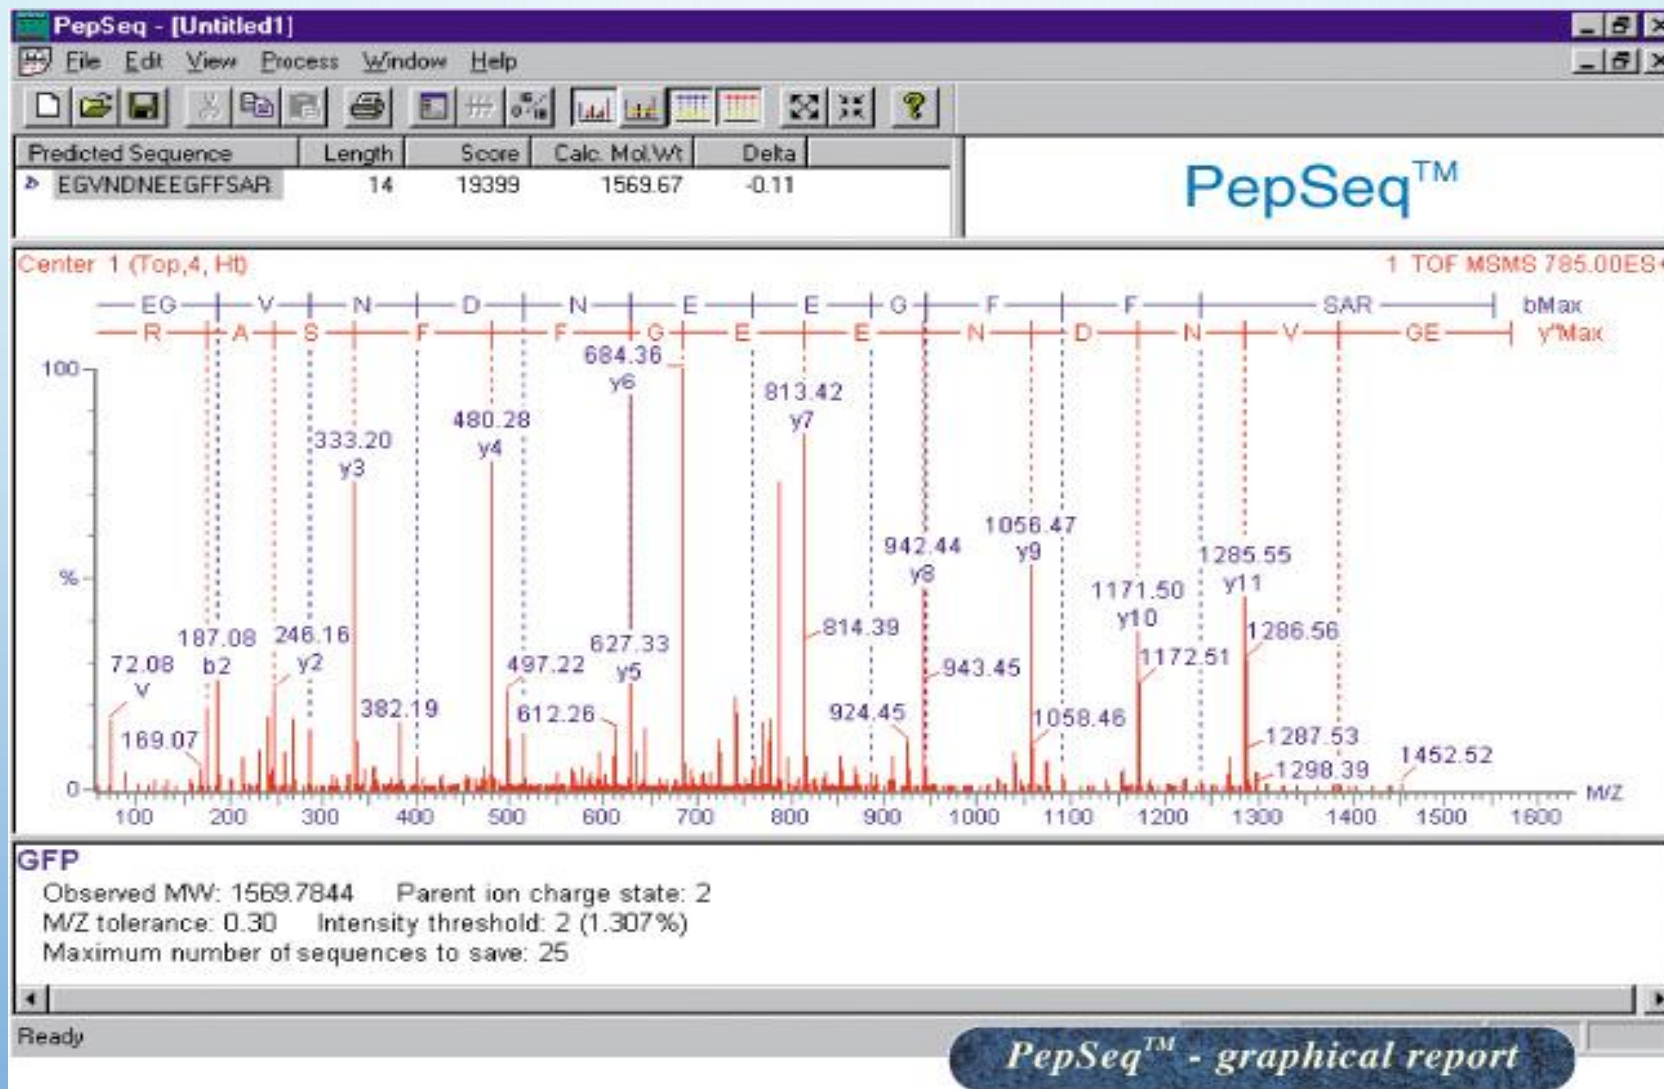 PepSeq - [Untitled1]
File Edit View Process Window Help
Predicted Sequence Length Score Calc. Mol.Wt Delta
EGVNDNEEGFFSAR 14 19399 1569.67 -0.11
PepSeq™
Center 1 (Top,4, Ht)
1 TOF MSMS 785.00ES+
EG V N D N E E G F F SAR bMax
R A S F F G E E N D N V GE y"Max
100
%
0
684.36
y6
813.42
y7
480.28
y4
333.20
y3
1056.47
y9
942.44
y8
1285.55
y11
1171.50
y10
187.08
b2
246.16
y2
72.08
V
169.07
382.19
497.22
612.26
627.33
y5
814.39
924.45
943.45
1058.46
1172.51
1286.56
1287.53
1298.39
1452.52
100 200 300 400 500 600 700 800 900 1000 1100 1200 1300 1400 1500 1600
M/Z
GFP
Observed MW: 1569.7844 Parent ion charge state: 2
M/Z tolerance: 0.30 Intensity threshold: 2 (1.307%)
Maximum number of sequences to save: 25
Ready
PepSeq™ - graphical report